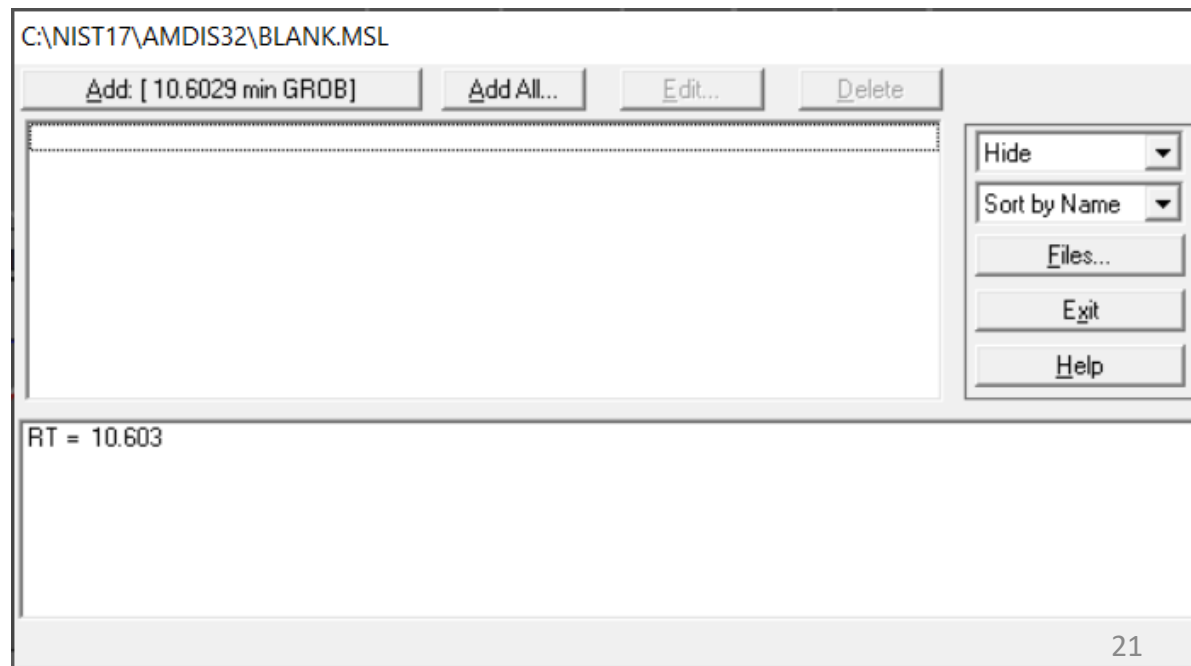 C:\NIST17\AMDIS32\BLANK.MSL
Add: [ 10.6029 min GROB] Add All... Edit... Delete
Hide
Sort by Name
Files...
Exit
Help
RT = 10.603
21